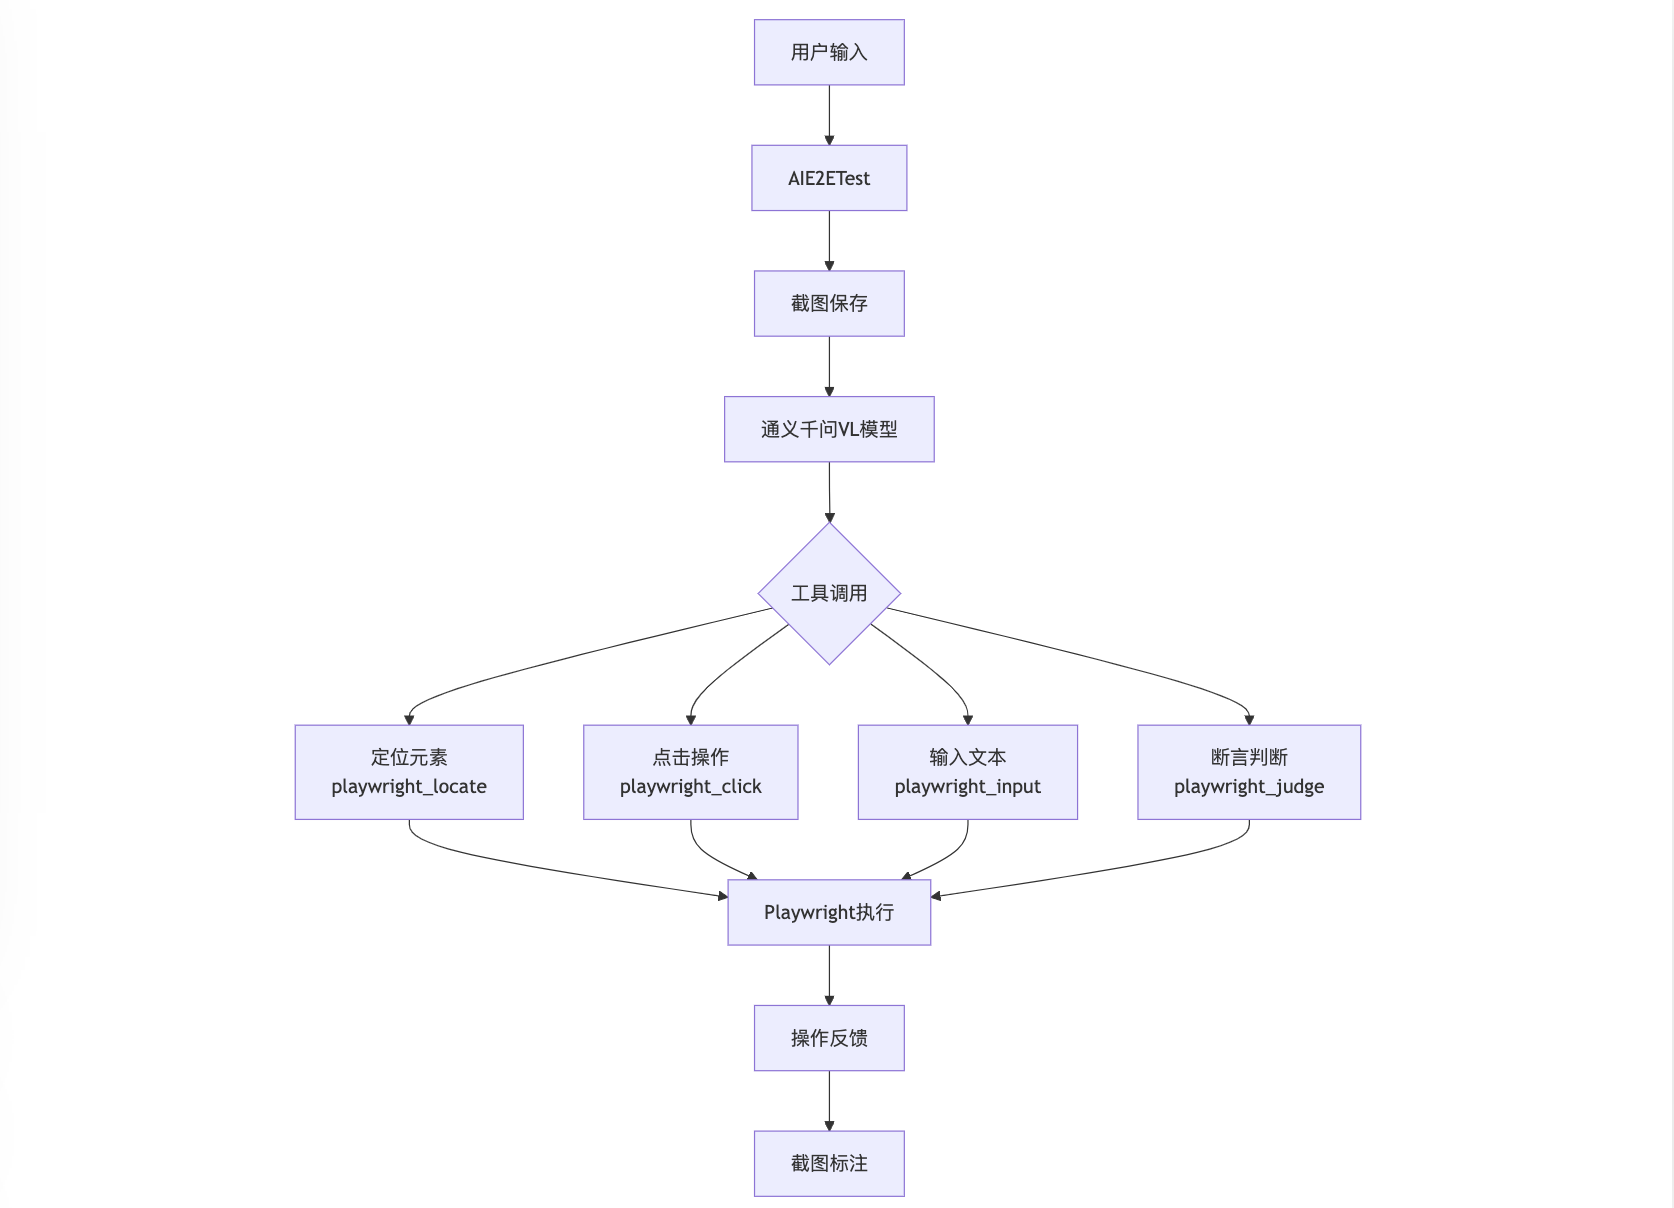 用户输入
AIE2ETest
截图保存
通义千问VL模型
工具调用
定位元素
playwright_locate
点击操作
playwright_click
输入文本
playwright_input
断言判断
playwright_judge
Playwright执行
操作反馈
截图标注